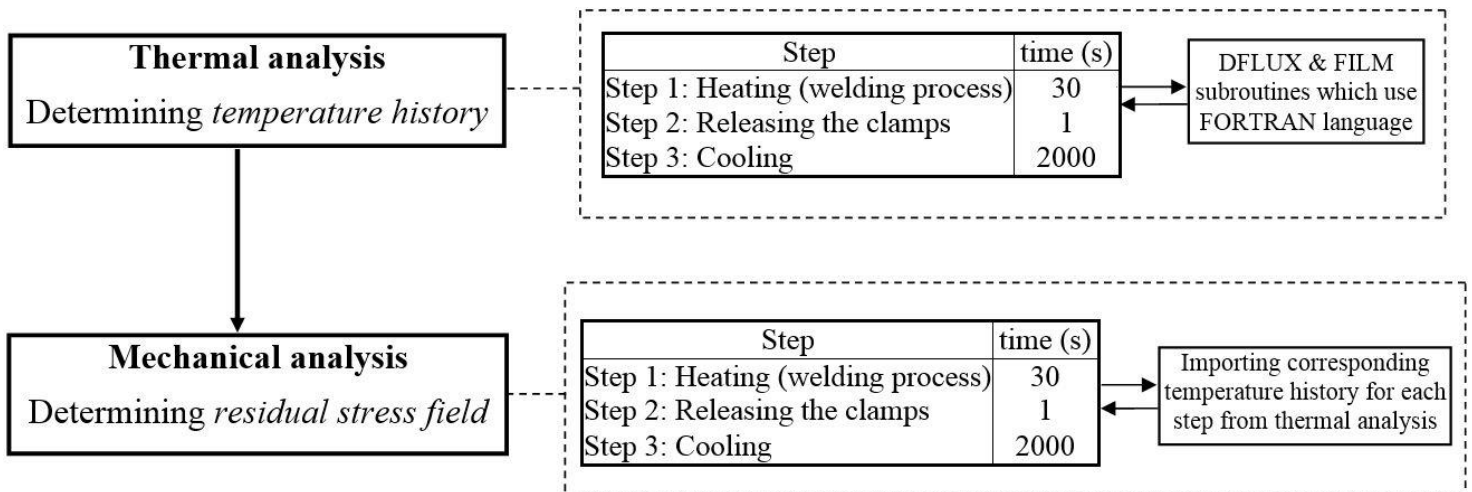 Thermal analysis
Determining temperature history
Step time (s)
Step 1: Heating (welding process) 30
Step 2: Releasing the clamps 1
Step 3: Cooling 2000
DFLUX & FILM
subroutines which use
FORTRAN language
Mechanical analysis
Determining residual stress field
Step time (s)
Step 1: Heating (welding process) 30
Step 2: Releasing the clamps 1
Step 3: Cooling 2000
Importing corresponding
temperature history for each
step from thermal analysis